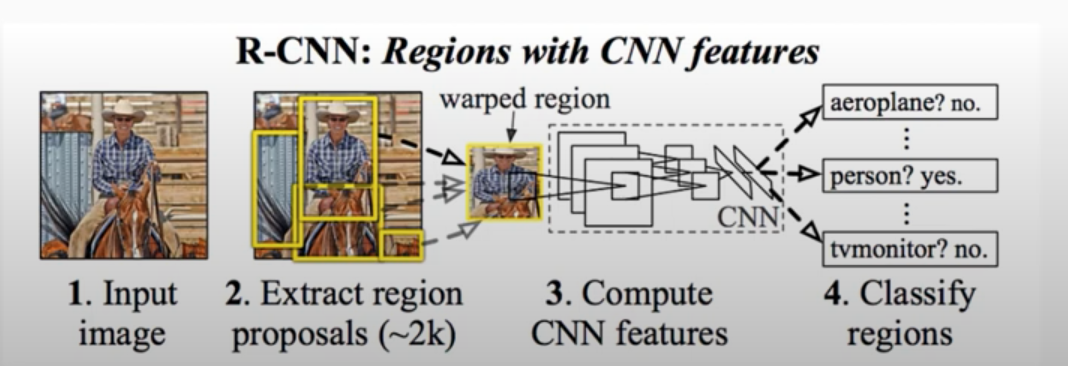 R-CNN: Regions with CNN features
warped region
aeroplane? no.
person? yes.
tvmonitor? no.
CNN
1. Input
image
2. Extract region
proposals (~2k)
3. Compute
CNN features
4. Classify
regions